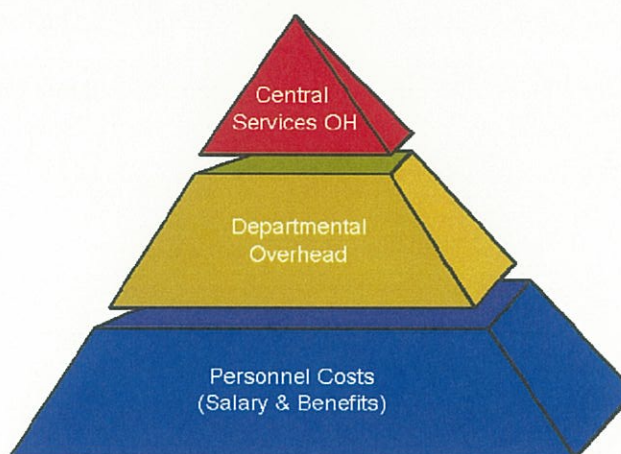 Central
Services OH
Departmental
Overhead
Personnel Costs
(Salary & Benefits)